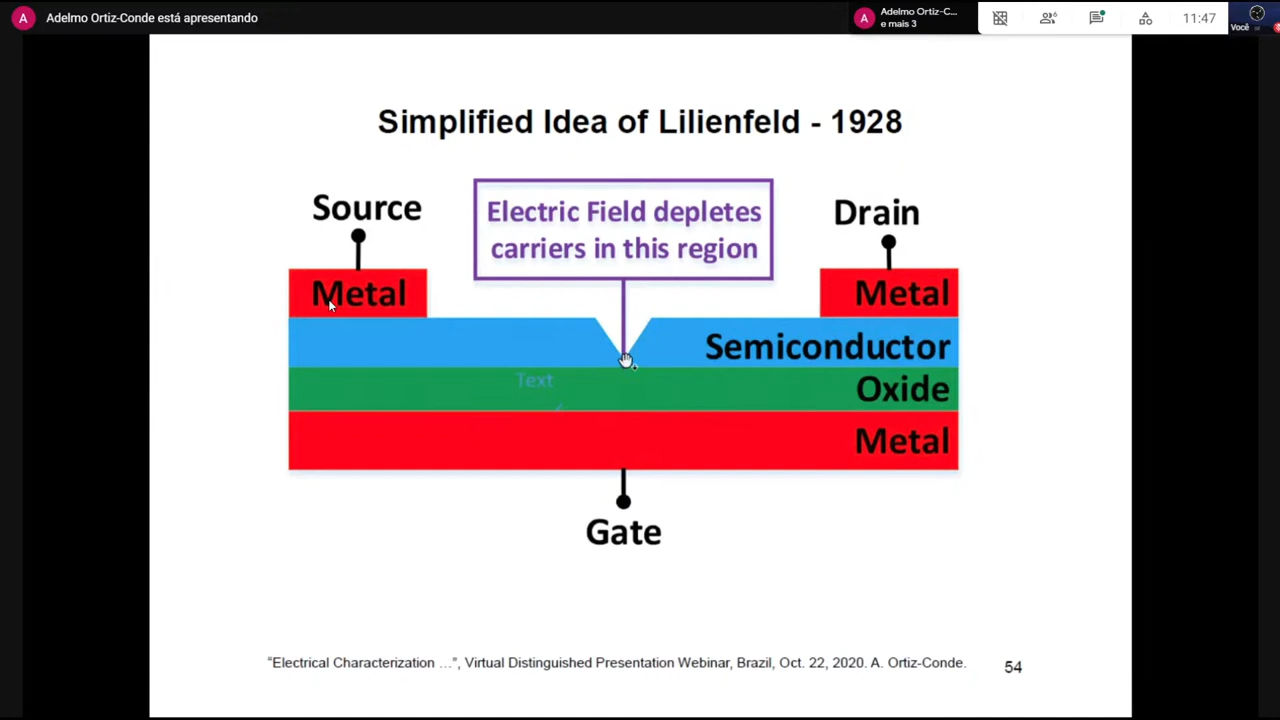 A Adelmo Ortiz-Conde está apresentando
A Adelmo Ortiz-C...
e mais 3
6
11:47
Você
Simplified Idea of Lilienfeld - 1928
Source
Electric Field depletes
carriers in this region
Drain
Metal
Metal
Semiconductor
Text
Oxide
Metal
Gate
“Electrical Characterization ...”, Virtual Distinguished Presentation Webinar, Brazil, Oct. 22, 2020. A. Ortiz-Conde.
54